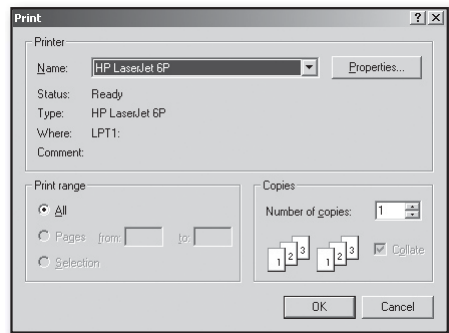 Print
Printer
Name: HP LaserJet 6P Properties...
Status: Ready
Type: HP LaserJet 6P
Where: LPT1:
Comment:
Print range
All
Pages from: to:
Selection
Copies
Number of copies: 1
1 2 3 1 2 3 Collate
OK Cancel